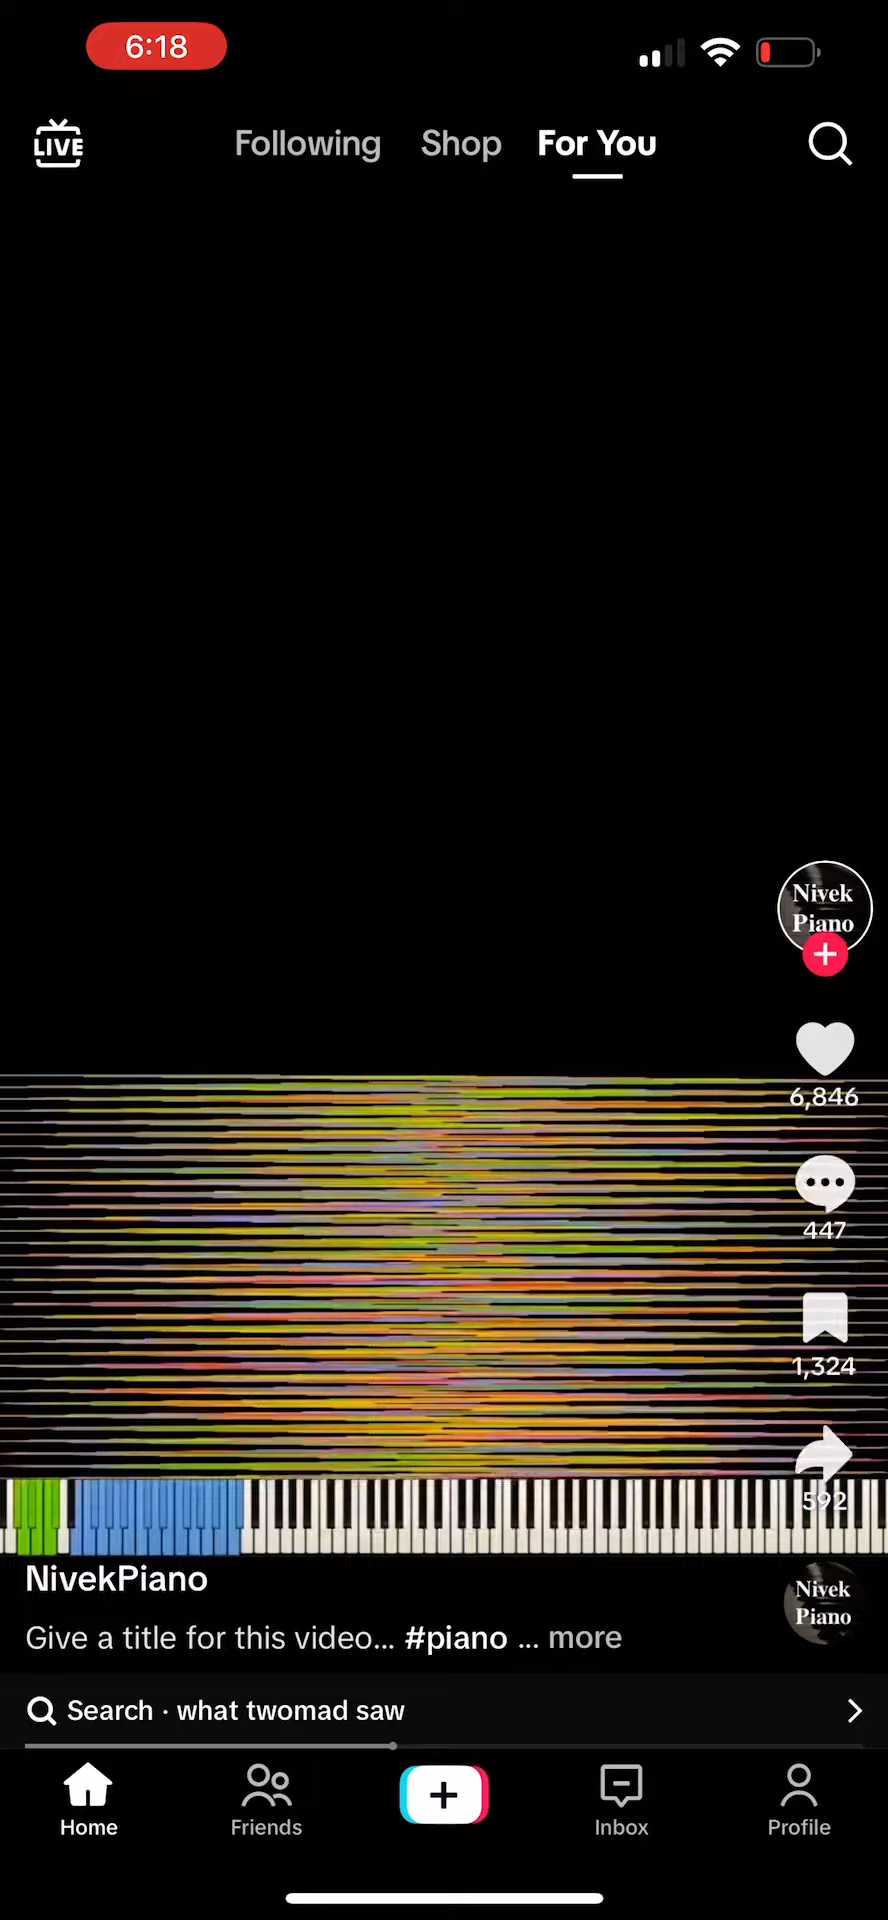 6:18
LIVE
Following
Shop
For You
Nivek
Piano
6,846
447
1,324
592
NivekPiano
Give a title for this video... #piano ... more
Nivek
Piano
Search · what twomad saw
Home
Friends
Inbox
Profile